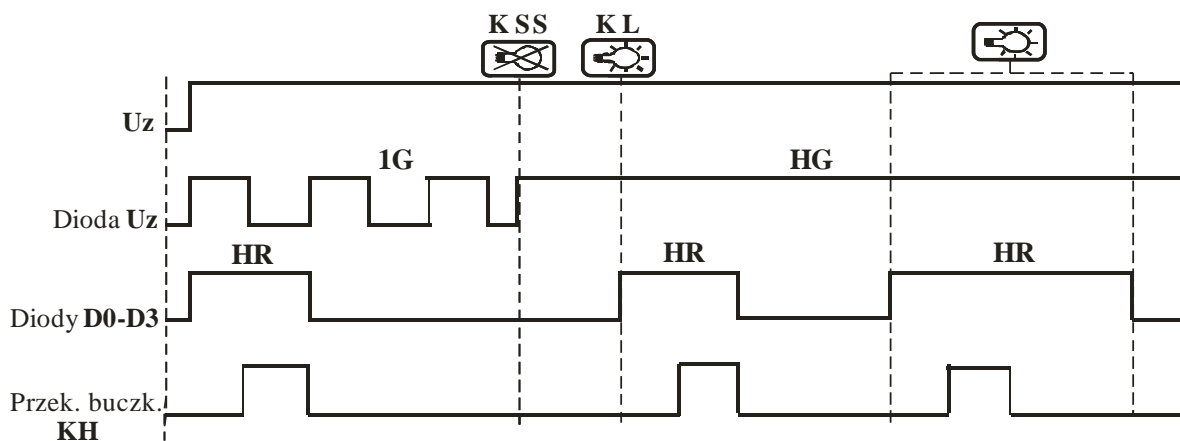 K SS
K L
Uz
1G
HG
Dioda Uz
HR
HR
HR
Diody D0-D3
Przek. buczk.
KH